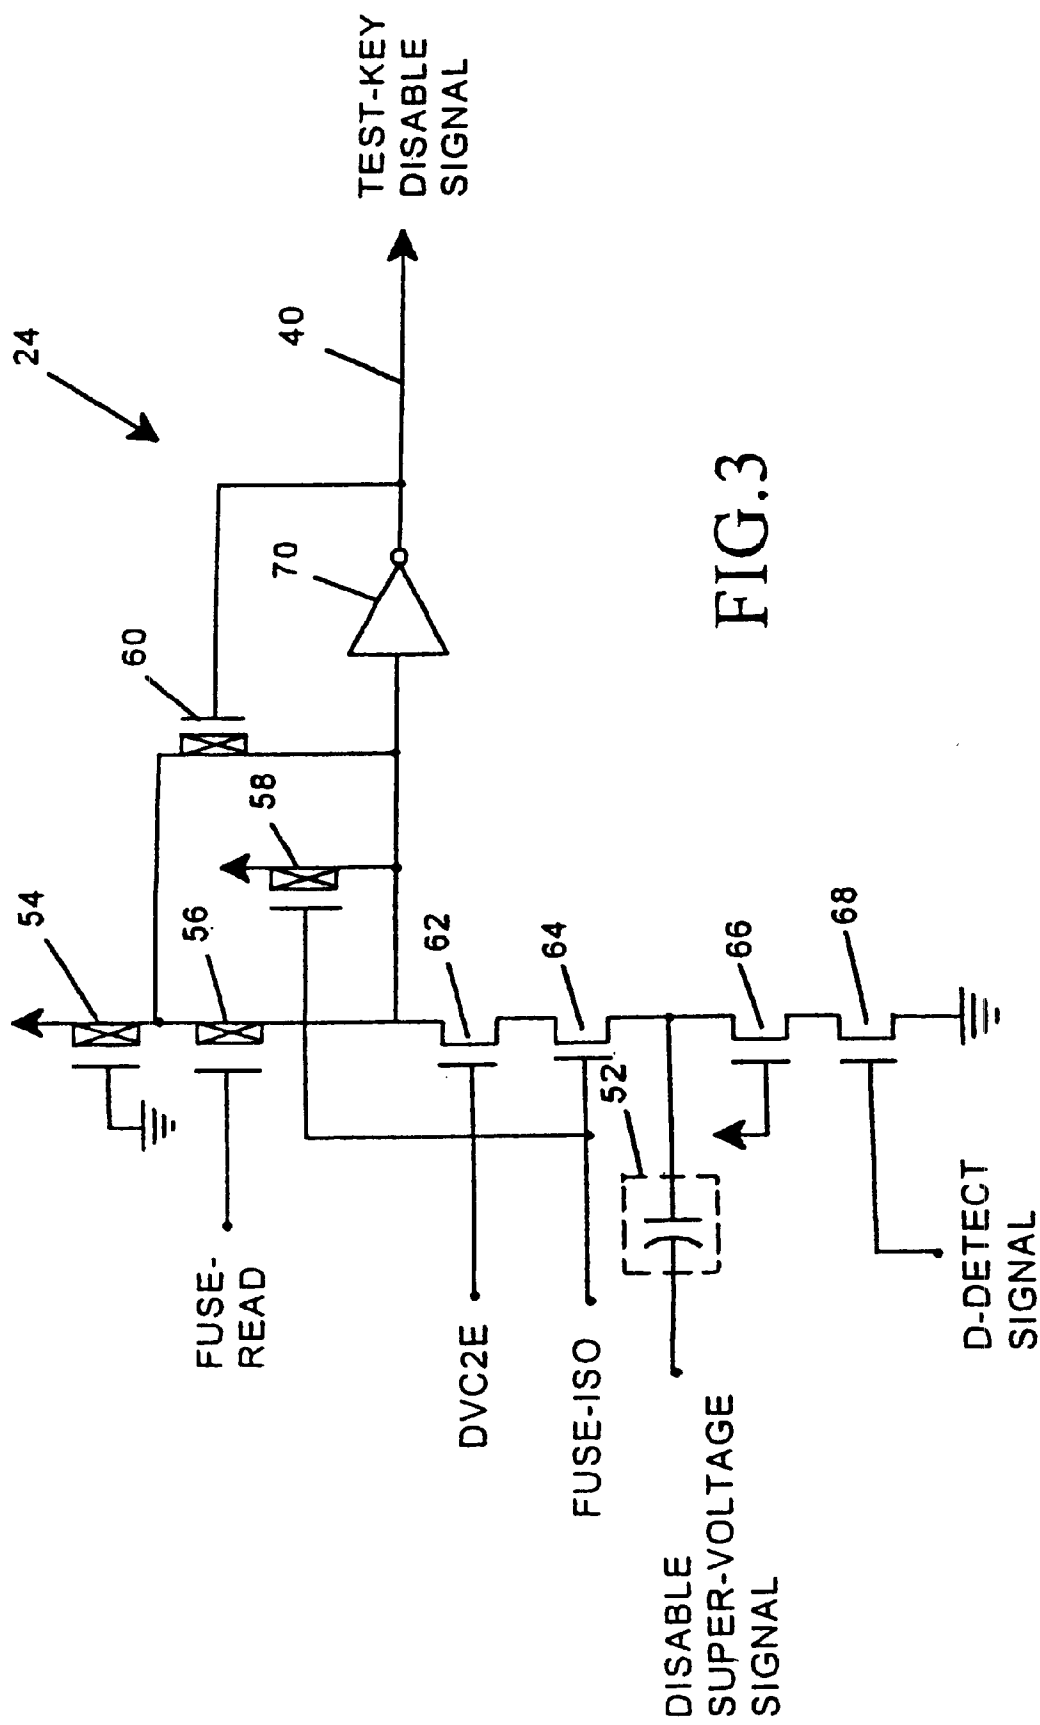 24
54
60
56
58
70
40
TEST-KEY
DISABLE
SIGNAL
FUSE-
READ
62
DVC2E
64
FUSE-ISO
52
66
68
DISABLE
SUPER-VOLTAGE
SIGNAL
D-DETECT
SIGNAL
FIG.3